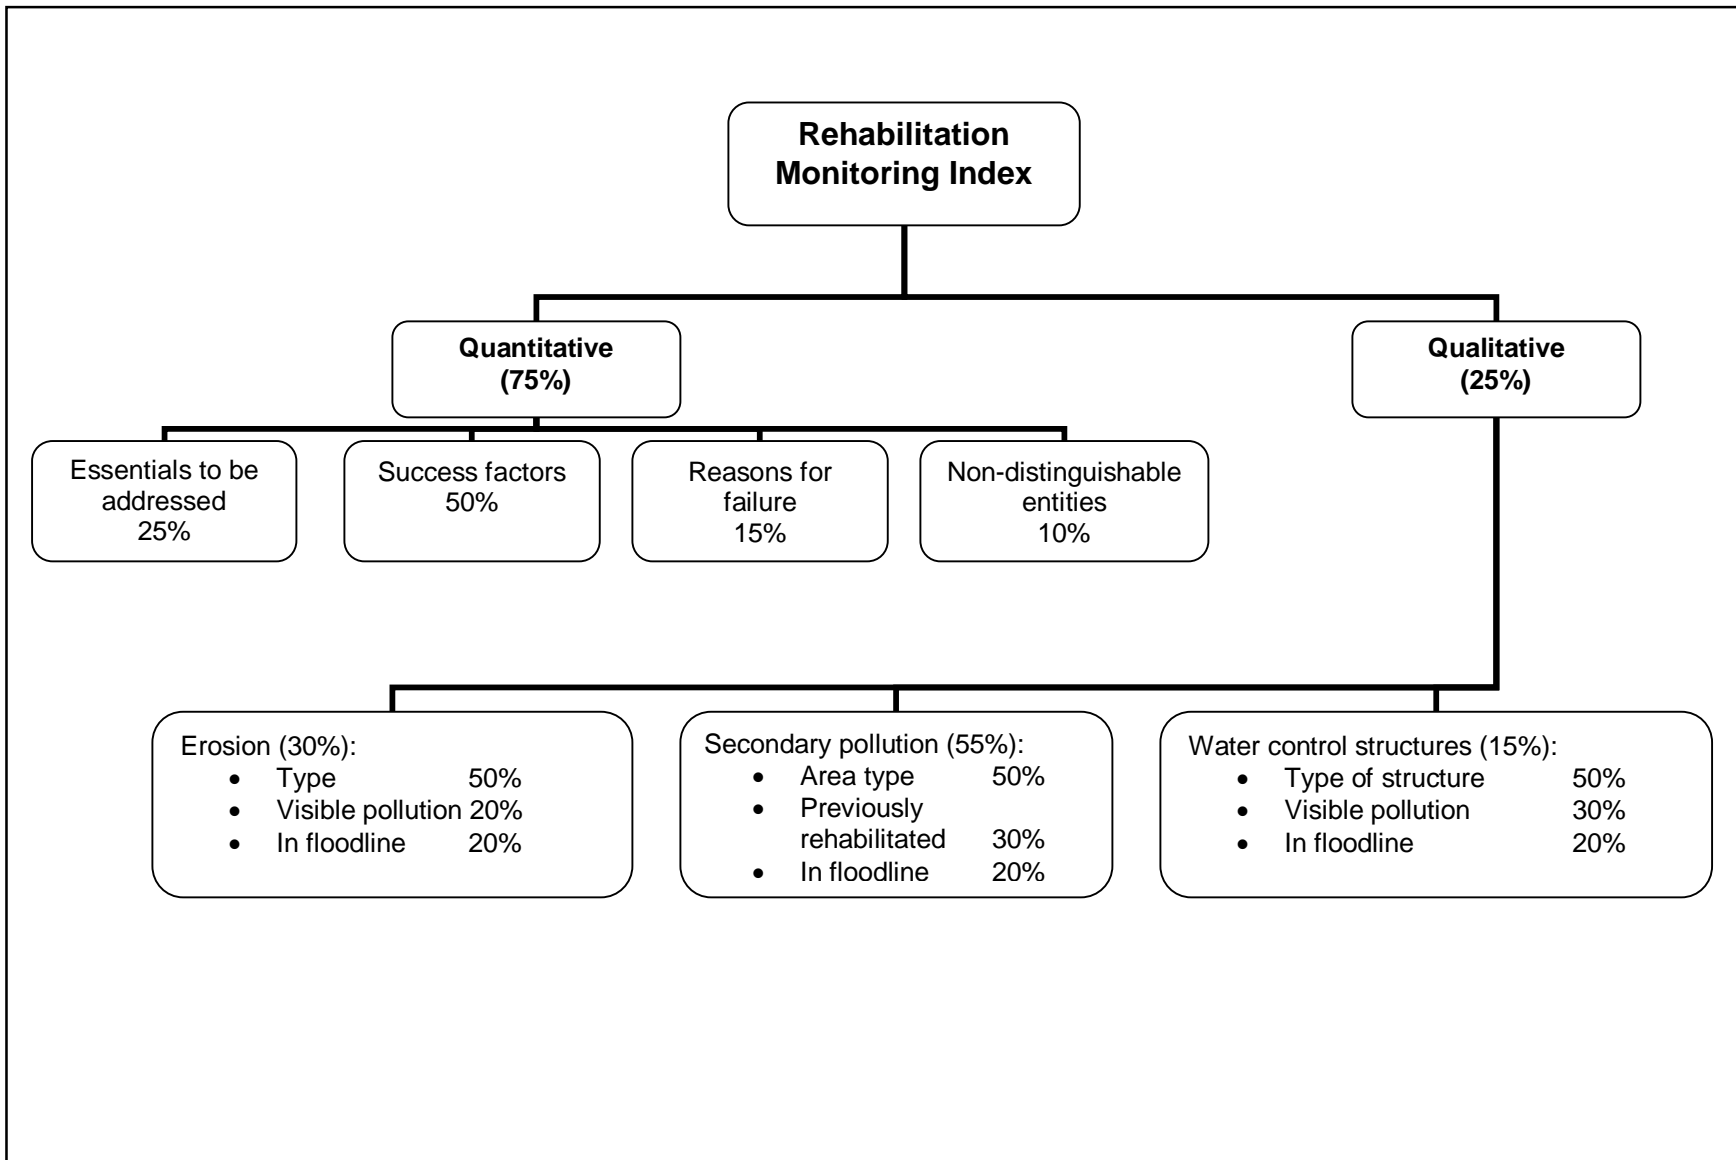 Rehabilitation
Monitoring Index
Quantitative
(75%)
Qualitative
(25%)
Essentials to be
addressed
25%
Success factors
50%
Reasons for
failure
15%
Non-distinguishable
entities
10%
Erosion (30%):
• Type 50%
• Visible pollution 20%
• In floodline 20%
Secondary pollution (55%):
• Area type 50%
• Previously
rehabilitated 30%
• In floodline 20%
Water control structures (15%):
• Type of structure 50%
• Visible pollution 30%
• In floodline 20%